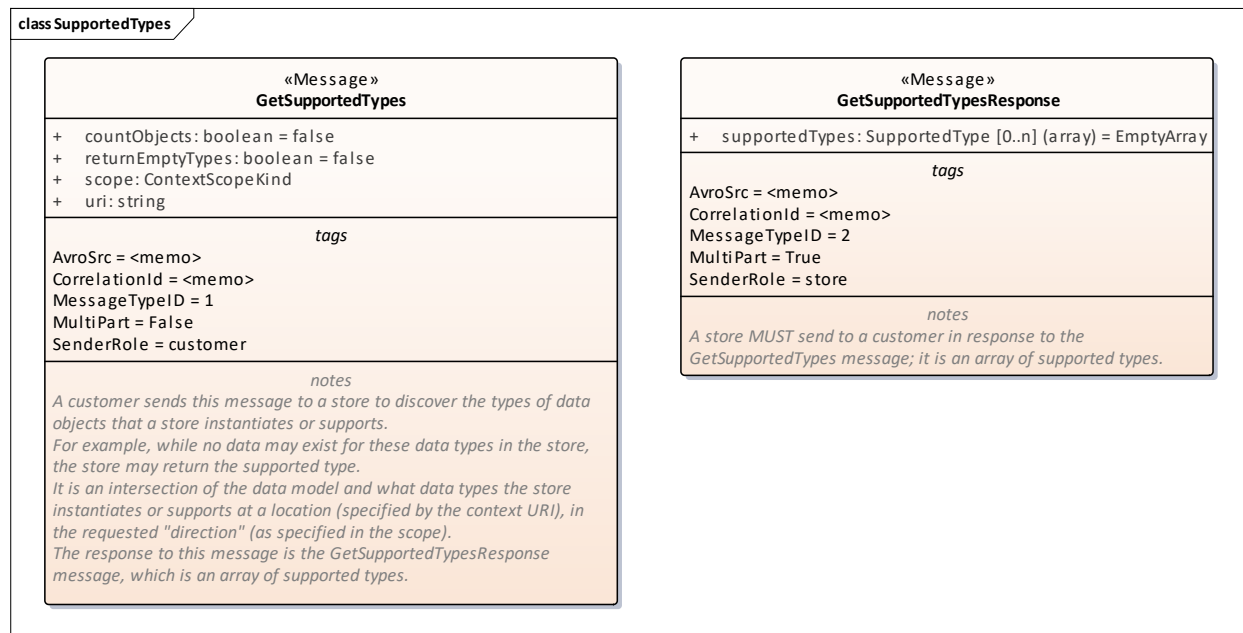 class SupportedTypes
«Message»
GetSupportedTypes
+ countObjects: boolean = false
+ returnEmptyTypes: boolean = false
+ scope: ContextScopeKind
+ uri: string
tags
AvroSrc = <memo>
CorrelationId = <memo>
MessageTypeID = 1
MultiPart = False
SenderRole = customer
notes
A customer sends this message to a store to discover the types of data
objects that a store instantiates or supports.
For example, while no data may exist for these data types in the store,
the store may return the supported type.
It is an intersection of the data model and what data types the store
instantiates or supports at a location (specified by the context URI), in
the requested "direction" (as specified in the scope).
The response to this message is the GetSupportedTypesResponse
message, which is an array of supported types.
«Message»
GetSupportedTypesResponse
+ supportedTypes: SupportedType [0..n] (array) = EmptyArray
tags
AvroSrc = <memo>
CorrelationId = <memo>
MessageTypeID = 2
MultiPart = True
SenderRole = store
notes
A store MUST send to a customer in response to the
GetSupportedTypes message; it is an array of supported types.